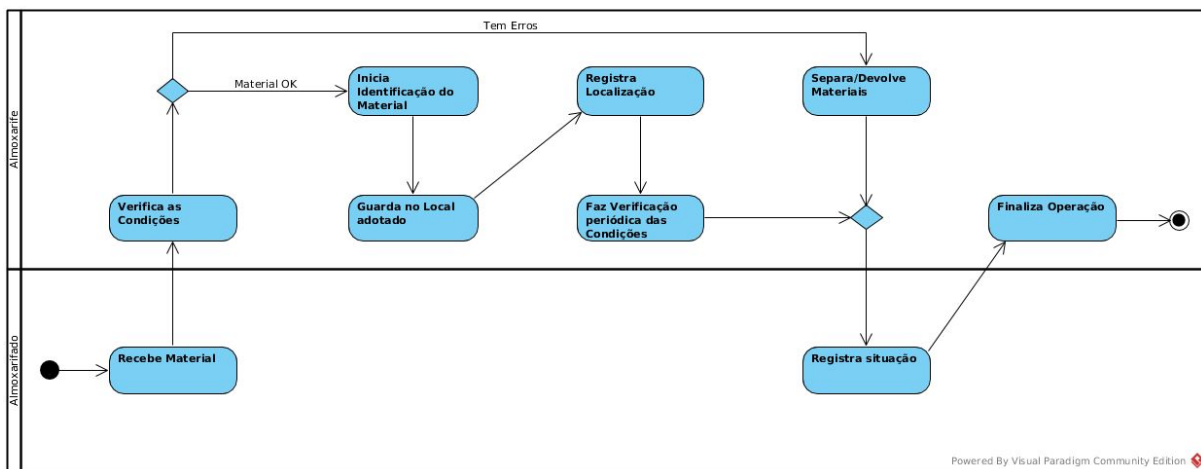 Tem Erros
Almoxarife
Material OK
Inicia
Identificação do
Material
Registra
Localização
Separa/Devolve
Materiais
Verifica as
Condições
Guarda no Local
adotado
Faz Verificação
periódica das
Condições
Finaliza Operação
Almoxarifado
Recebe Material
Registra situação
Powered By Visual Paradigm Community Edition